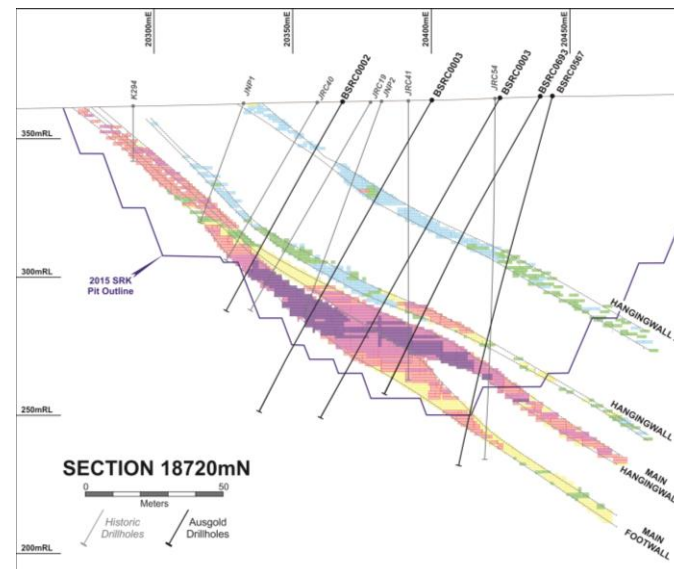 20300mE
20350mE
20400mE
20450mE
K294
JNP1
JRC40
BSRC0002
JRC19
JNP2
JRC41
BSRC0003
JRC54
BSRC0003
BSRC0693
BSRC0567
350mRL
300mRL
2015 SRK
Pit Outline
HANGINGWALL
HANGINGWALL
MAIN
HANGINGWALL
MAIN
FOOTWALL
250mRL
SECTION 18720mN
0 50
Meters
Historic
Drillholes
Ausgold
Drillholes
200mRL